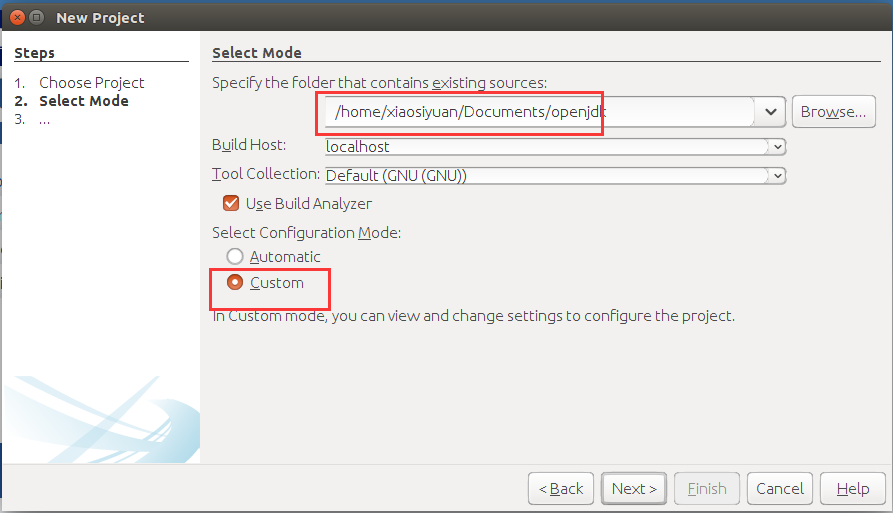 New Project
Steps
1. Choose Project
2. Select Mode
3. ...
Select Mode
Specify the folder that contains existing sources:
/home/xiaosiyuan/Documents/openjdk
Browse...
Build Host:
localhost
Tool Collection:
Default (GNU (GNU))
Use Build Analyzer
Select Configuration Mode:
Automatic
Custom
In Custom mode, you can view and change settings to configure the project.
< Back
Next >
Finish
Cancel
Help